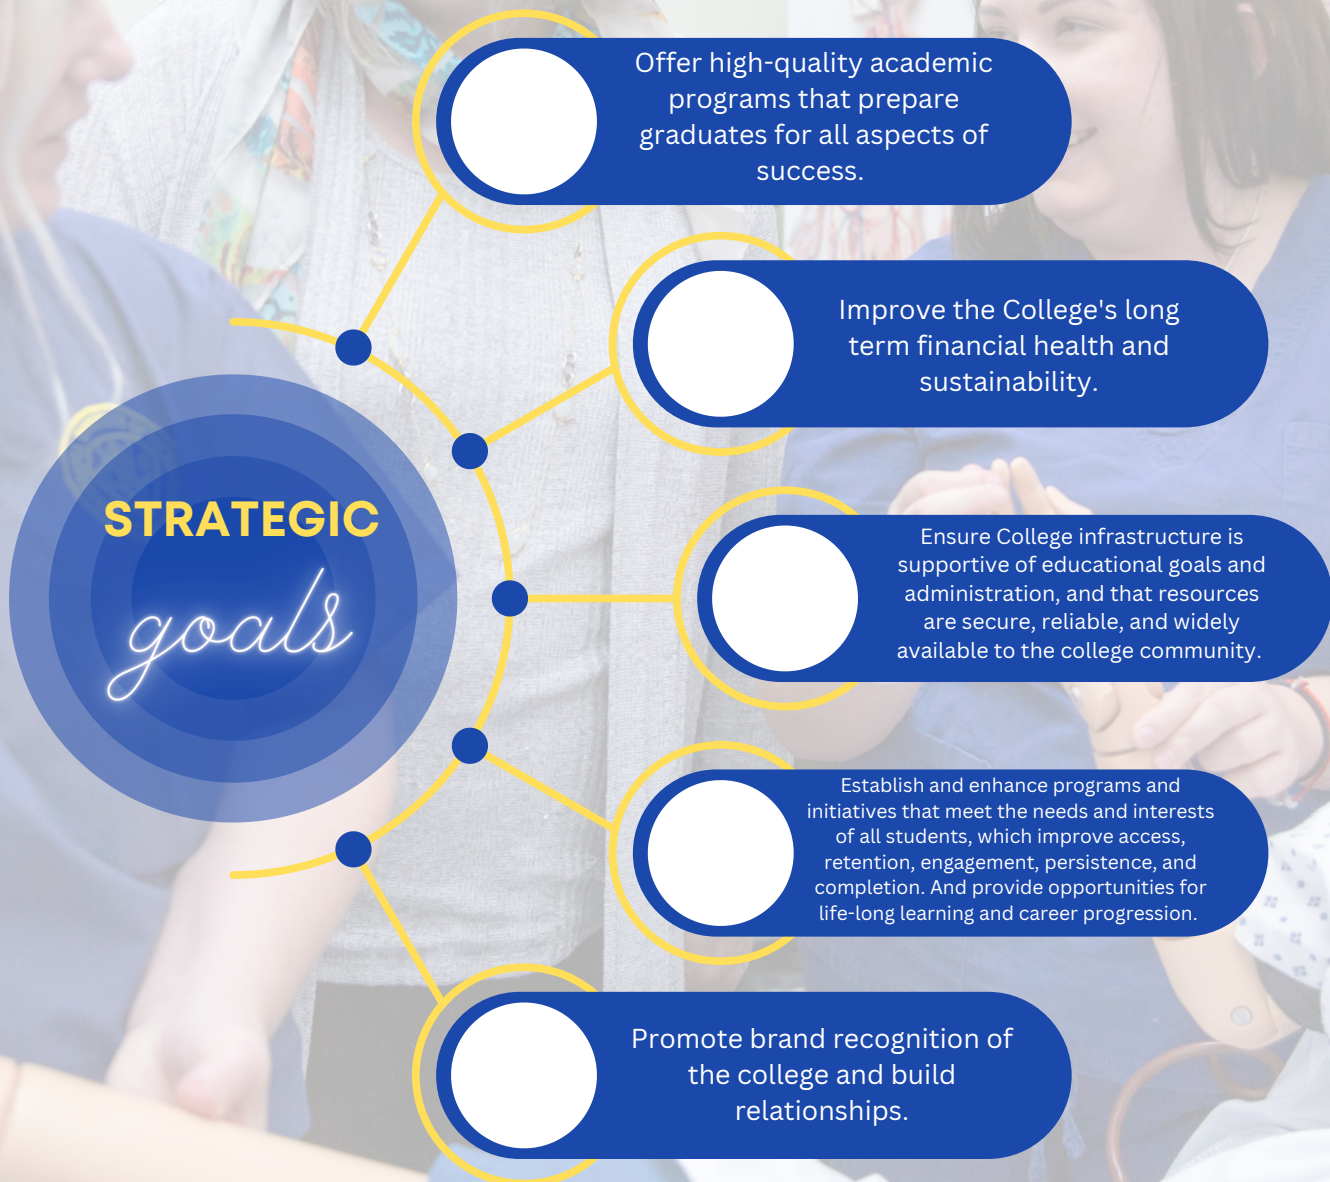 STRATEGIC
goals
Offer high-quality academic
programs that prepare
graduates for all aspects of
success.
Improve the College's long
term financial health and
sustainability.
Ensure College infrastructure is
supportive of educational goals and
administration, and that resources
are secure, reliable, and widely
available to the college community.
Establish and enhance programs and
initiatives that meet the needs and interests
of all students, which improve access,
retention, engagement, persistence, and
completion. And provide opportunities for
life-long learning and career progression.
Promote brand recognition of
the college and build
relationships.